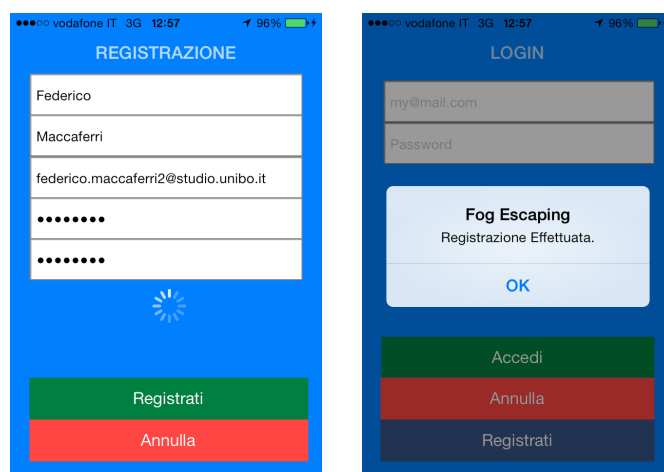 vodafone IT 3G 12:57 96%
REGISTRAZIONE
Federico
Maccaferri
federico.maccaferri2@studio.unibo.it
••••••••
••••••••
Registrati
Annulla
vodafone IT 3G 12:57 96%
LOGIN
my@mail.com
Password
Fog Escaping
Registrazione Effettuata.
OK
Accedi
Annulla
Registrati